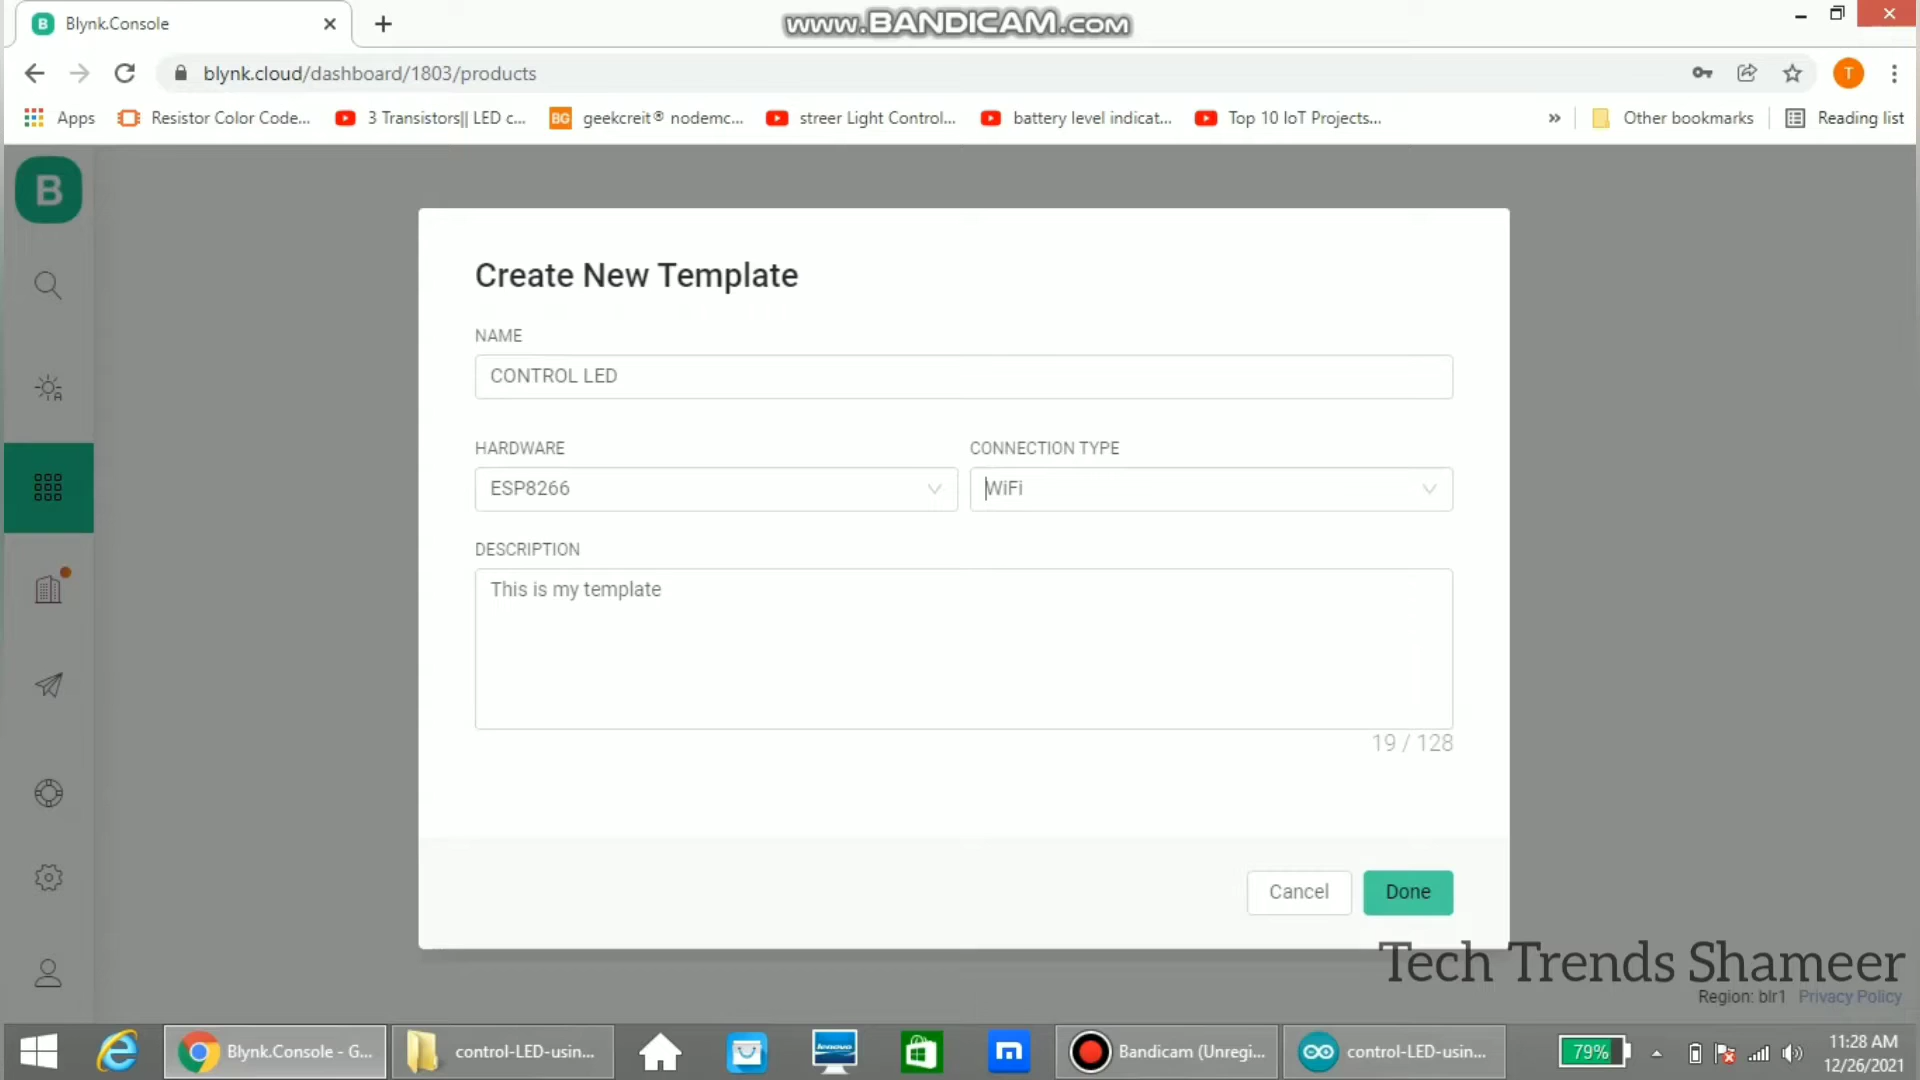 Blynk.Console
www.BANDICAM.com
blynk.cloud/dashboard/1803/products
T
Apps
Resistor Color Code...
3 Transistors|| LED c...
BG
geekcreit® nodemc...
streer Light Control...
battery level indicat...
Top 10 IoT Projects...
»
Other bookmarks
Reading list
B
Create New Template
NAME
CONTROL LED
HARDWARE
CONNECTION TYPE
ESP8266
WiFi
DESCRIPTION
This is my template
19 / 128
Cancel
Done
Tech Trends Shameer
Region: blr1 Privacy Policy
Blynk.Console - G...
control-LED-usin...
lenovo
Bandicam (Unregi...
control-LED-usin...
79%
11:28 AM
12/26/2021